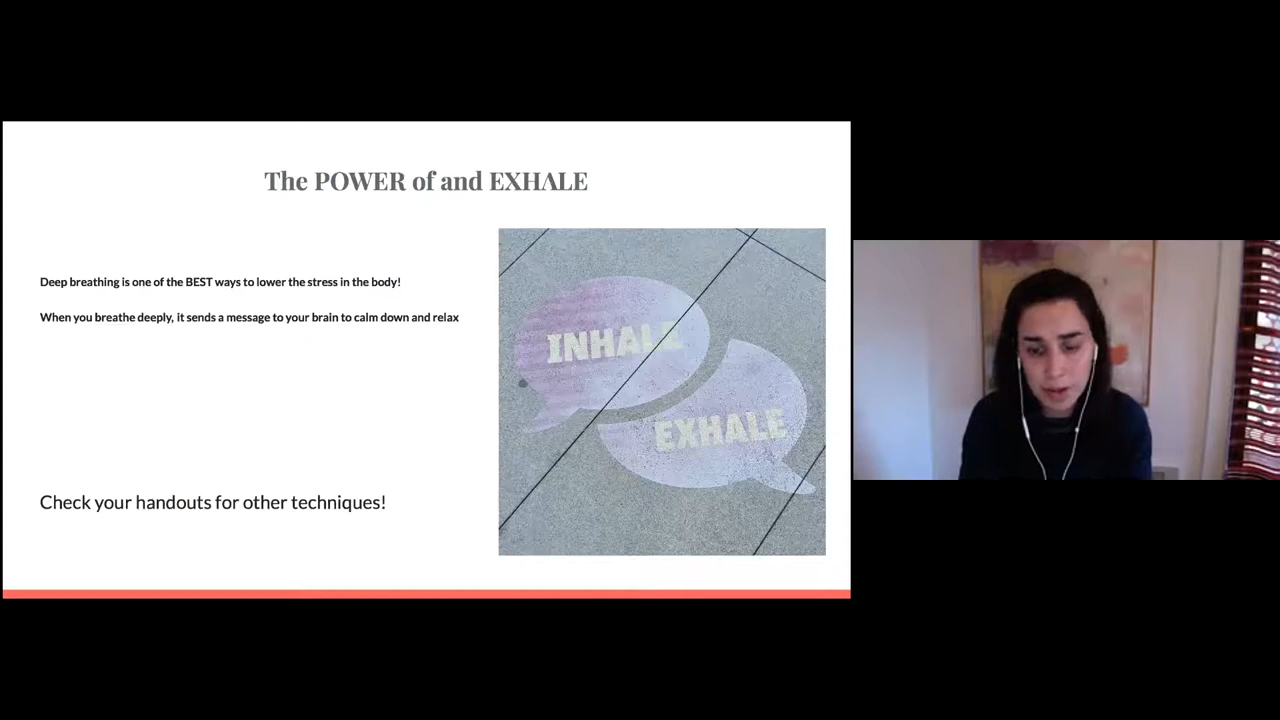 The POWER of and EXHALE
Deep breathing is one of the BEST ways to lower the stress in the body!
When you breathe deeply, it sends a message to your brain to calm down and relax
INHALE
EXHALE
Check your handouts for other techniques!